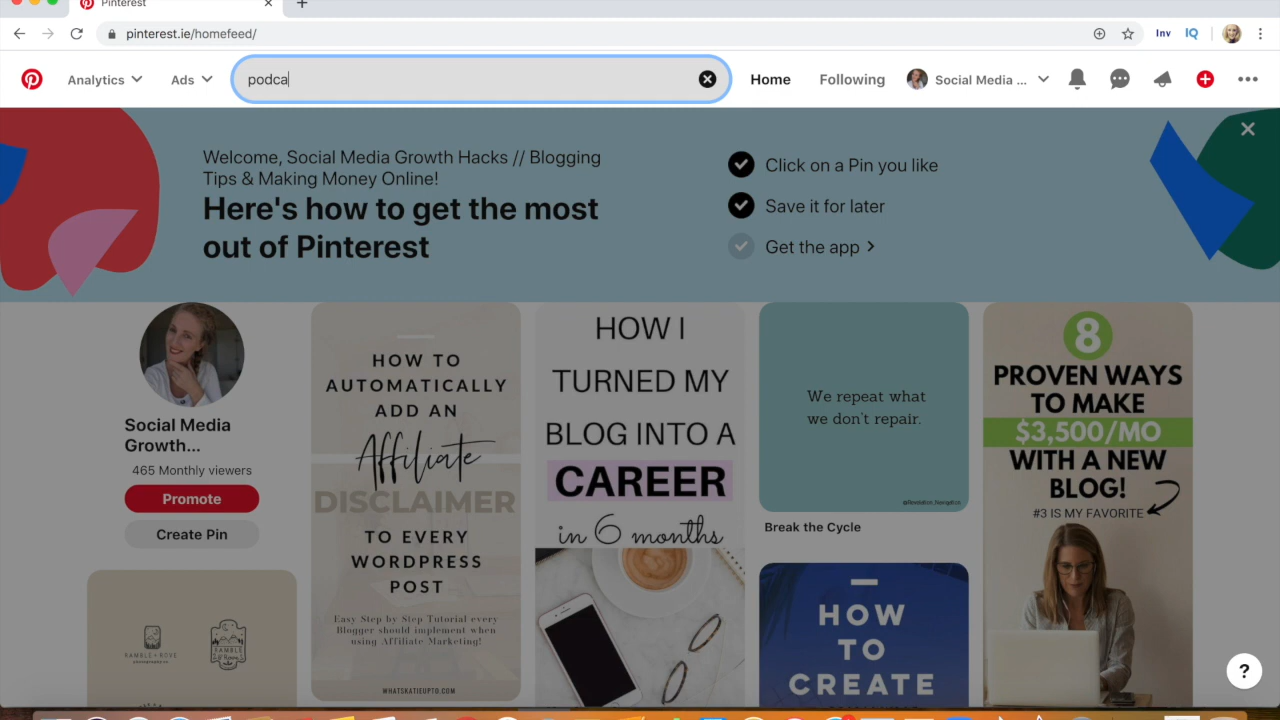 Pinterest
pinterest.ie/homefeed/
Inv
IQ
Analytics
Ads
podca
Home
Following
Social Media ...
Welcome, Social Media Growth Hacks // Blogging
Tips & Making Money Online!
Here's how to get the most
out of Pinterest
Click on a Pin you like
Save it for later
Get the app
Social Media
Growth...
465 Monthly viewers
Promote
Create Pin
RAMBLE + ROSE
HOW TO
AUTOMATICALLY
ADD AN
Affiliate
DISCLAIMER
TO EVERY
WORDPRESS
POST
Easy Step by Step Tutorial every
Blogger should implement when
using Affiliate Marketing!
WHATSKATIEUPTO.COM
HOW I
TURNED MY
BLOG INTO A
CAREER
in 6 months
We repeat what
we don't repair.
Break the Cycle
HOW
TO
CREATE
8
PROVEN WAYS
TO MAKE
$3,500/MO
WITH A NEW
BLOG!
#3 IS MY FAVORITE
?